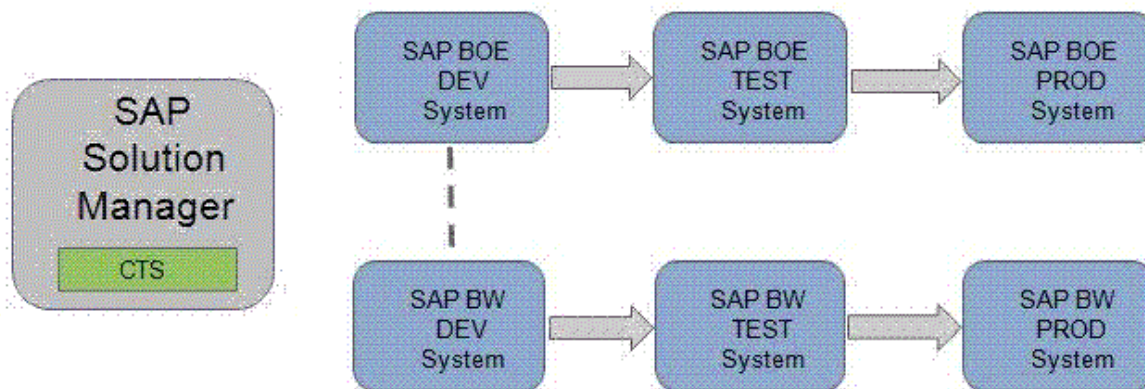 SAP
Solution
Manager
CTS
SAP BOE
DEV
System
SAP BOE
TEST
System
SAP BOE
PROD
System
SAP BW
DEV
System
SAP BW
TEST
System
SAP BW
PROD
System